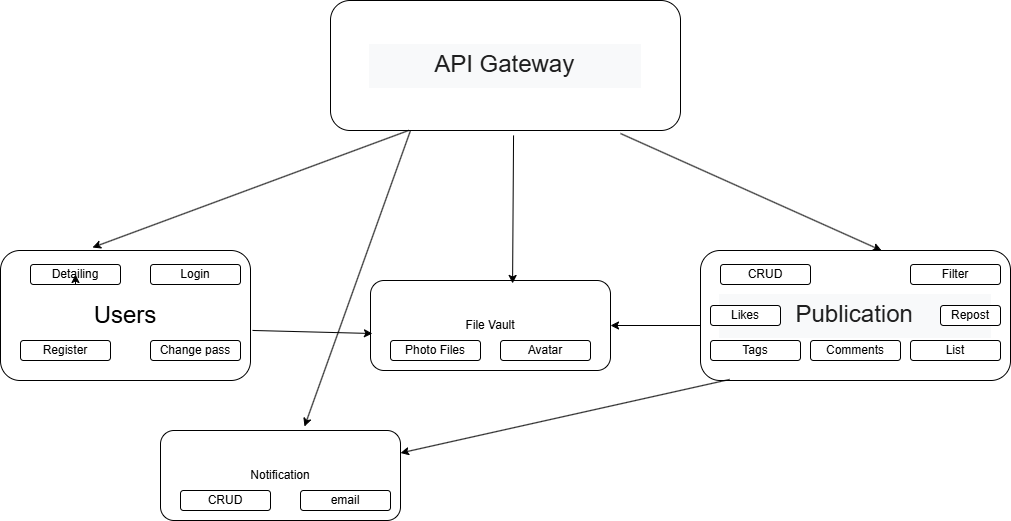 API Gateway
Detailing
Login
Users
Register
Change pass
File Vault
Photo Files
Avatar
CRUD
Filter
Likes
Publication
Repost
Tags
Comments
List
Notification
CRUD
email